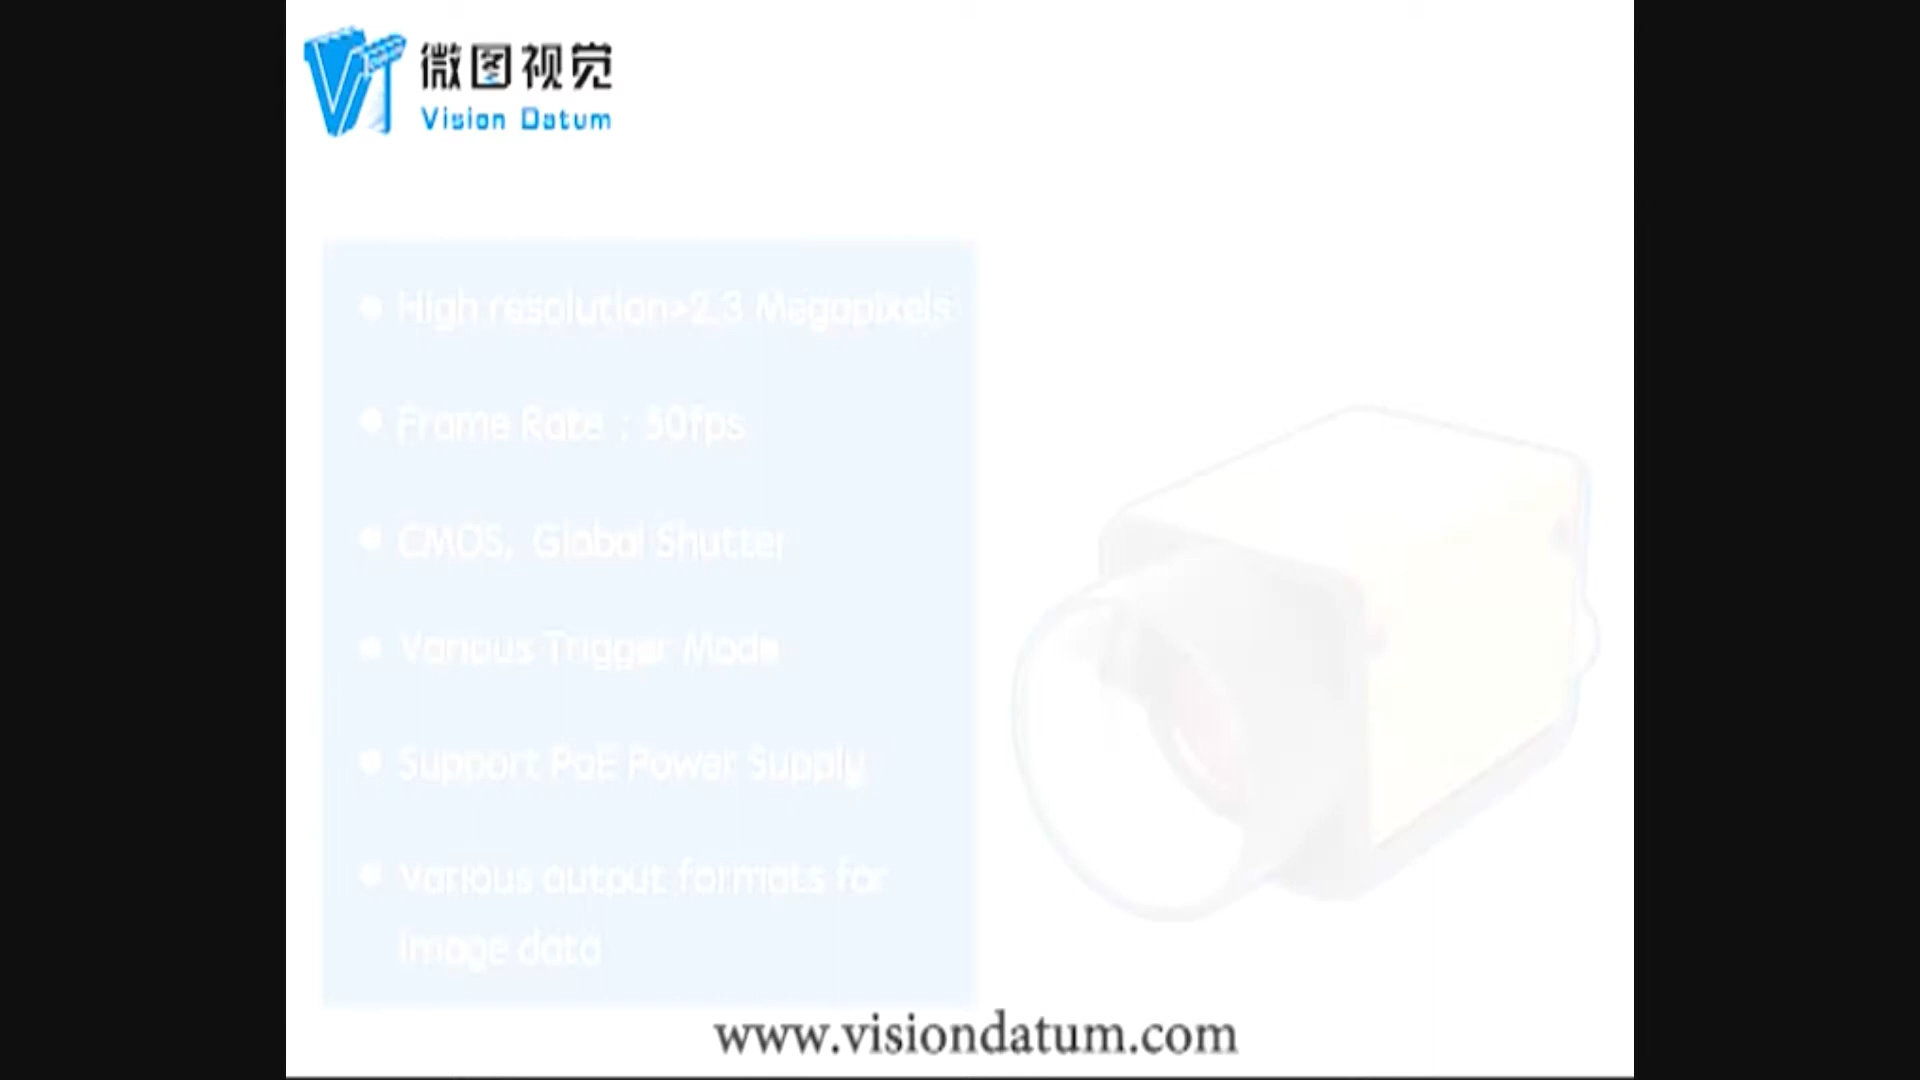 微图视觉
Vision Datum
High resolution>2.3 Megapixels
Frame Rate : 50fps
CMOS, Global Shutter
Various Trigger Mode
Support PoE Power Supply
Various output formats for
image data
www.visiondatum.com